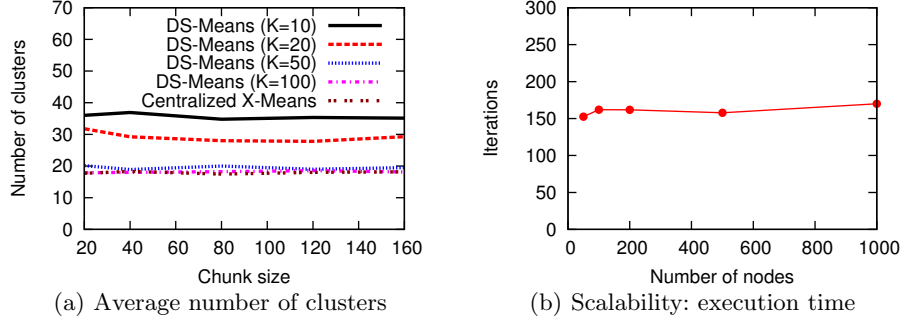 70
60
50
40
30
20
10
0
Number of clusters
DS-Means (K=10)
DS-Means (K=20)
DS-Means (K=50)
DS-Means (K=100)
Centralized X-Means
20 40 60 80 100 120 140 160
Chunk size
(a) Average number of clusters
300
250
200
150
100
50
0
Iterations
0 200 400 600 800 1000
Number of nodes
(b) Scalability: execution time